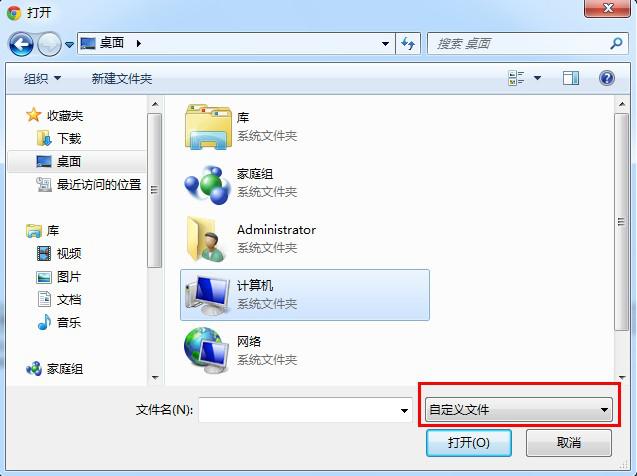 打开
桌面
搜索 桌面
组织 新建文件夹
收藏夹
下载
桌面
最近访问的位置
库
视频
图片
文档
音乐
家庭组
库
系统文件夹
家庭组
系统文件夹
Administrator
系统文件夹
计算机
系统文件夹
网络
系统文件夹
文件名(N):
自定义文件
打开(O) 取消